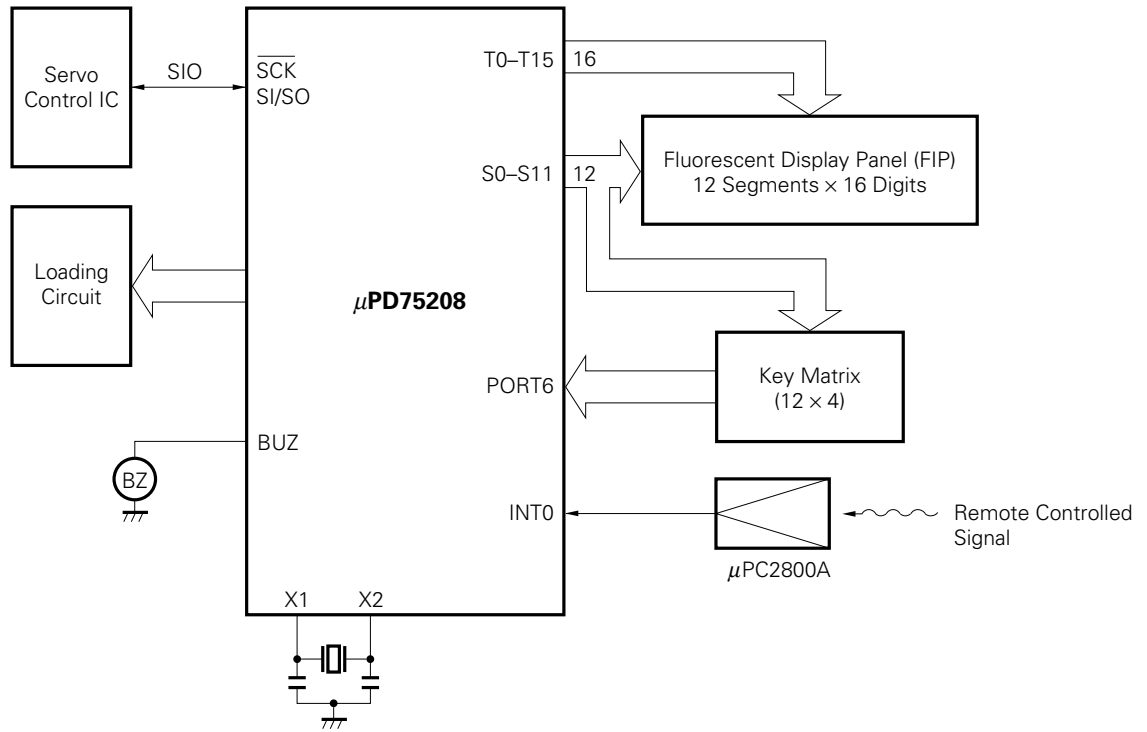 Servo
Control IC
SIO
SCK
SI/SO
T0–T15
16
Fluorescent Display Panel (FIP)
12 Segments × 16 Digits
S0–S11
12
Loading
Circuit
μPD75208
PORT6
Key Matrix
(12 × 4)
BUZ
BZ
INT0
Remote Controlled
Signal
μPC2800A
X1
X2